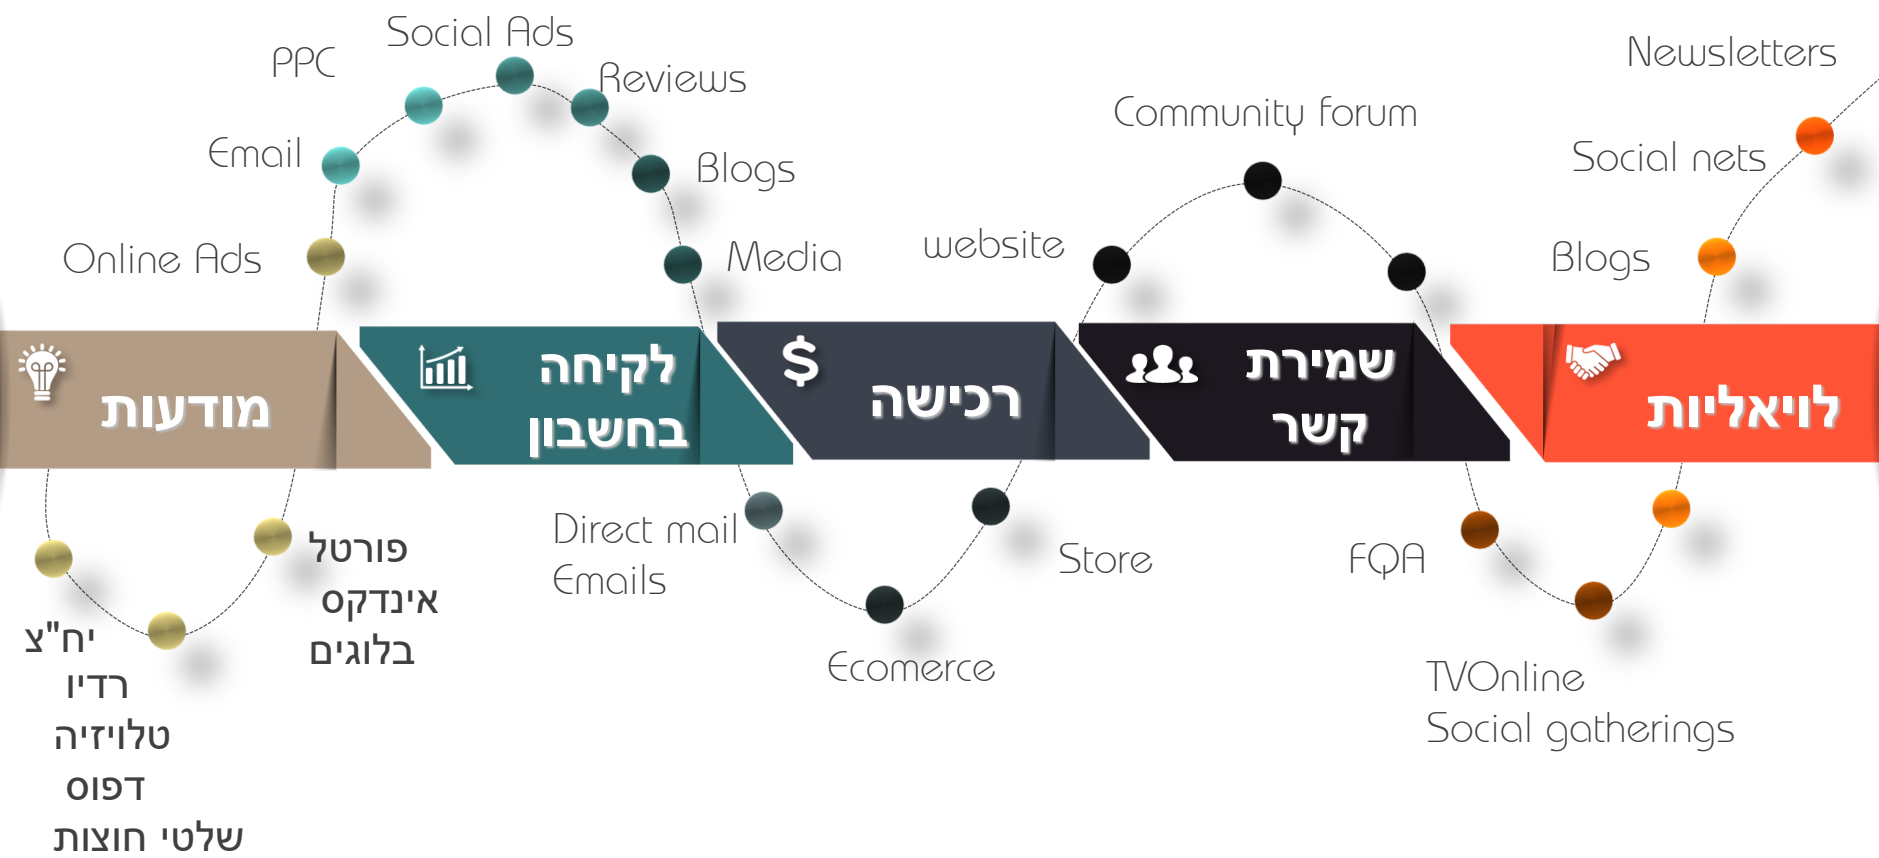 Social Ads
PPC
Reviews
Email
Blogs
Online Ads
Media
Community forum
website
Newsletters
Social nets
Blogs
מודעות
לקיחה
בחשבון
$
רכישה
שמירת
קשר
לויאליות
יח"צ
רדיו
טלויזיה
דפוס
שלטי חוצות
פורטל
אינדקס
בלוגים
Direct mail
Emails
Ecomerce
Store
FQA
TVOnline
Social gatherings